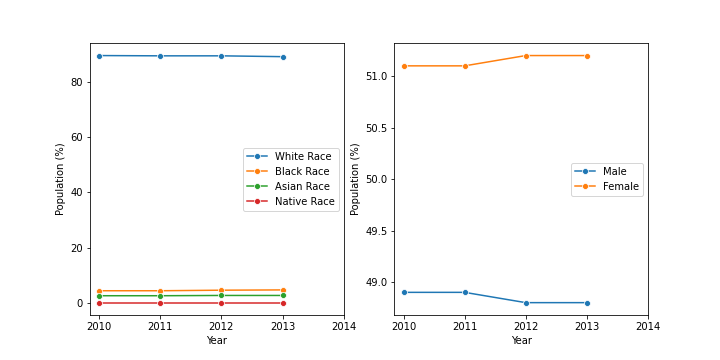 80
60
40
20
0
Population (%)
2010 2011 2012 2013 2014
Year
White Race
Black Race
Asian Race
Native Race
51.0
50.5
50.0
49.5
49.0
Population (%)
2010 2011 2012 2013 2014
Year
Male
Female